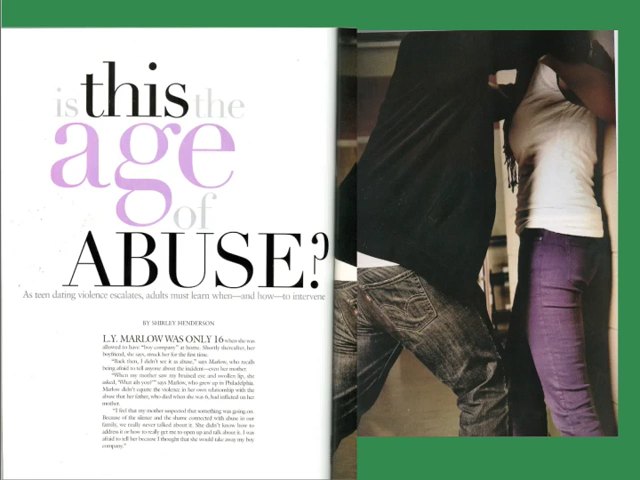 is this the
age
of
ABUSE?
As teen dating violence escalates, adults must learn when—and how—to intervene
BY SHIRLEY HENDERSON
L.Y. MARLOW WAS ONLY 16 when she was
allowed to have "boy company" at home. Shortly thereafter, her
boyfriend, she says, struck her for the first time.
"Back then, I didn't see it as abuse," says Marlow, who recalls
being afraid to tell anyone about the incident—even her mother.
"When my mother saw my bruised eye and swollen lip, she
asked, 'What ails you?'" says Marlow, who grew up in Philadelphia.
Marlow didn't equate the violence in her own relationship with the
abuse that her father, who died when she was 6, had inflicted on her
mother.
"I feel that my mother suspected that something was going on.
Because of the silence and the shame connected with abuse in our
family, we really never talked about it. She didn't know how to
address it or how to really get me to open up and talk about it. I was
afraid to tell her because I thought that she would take away my boy
company."